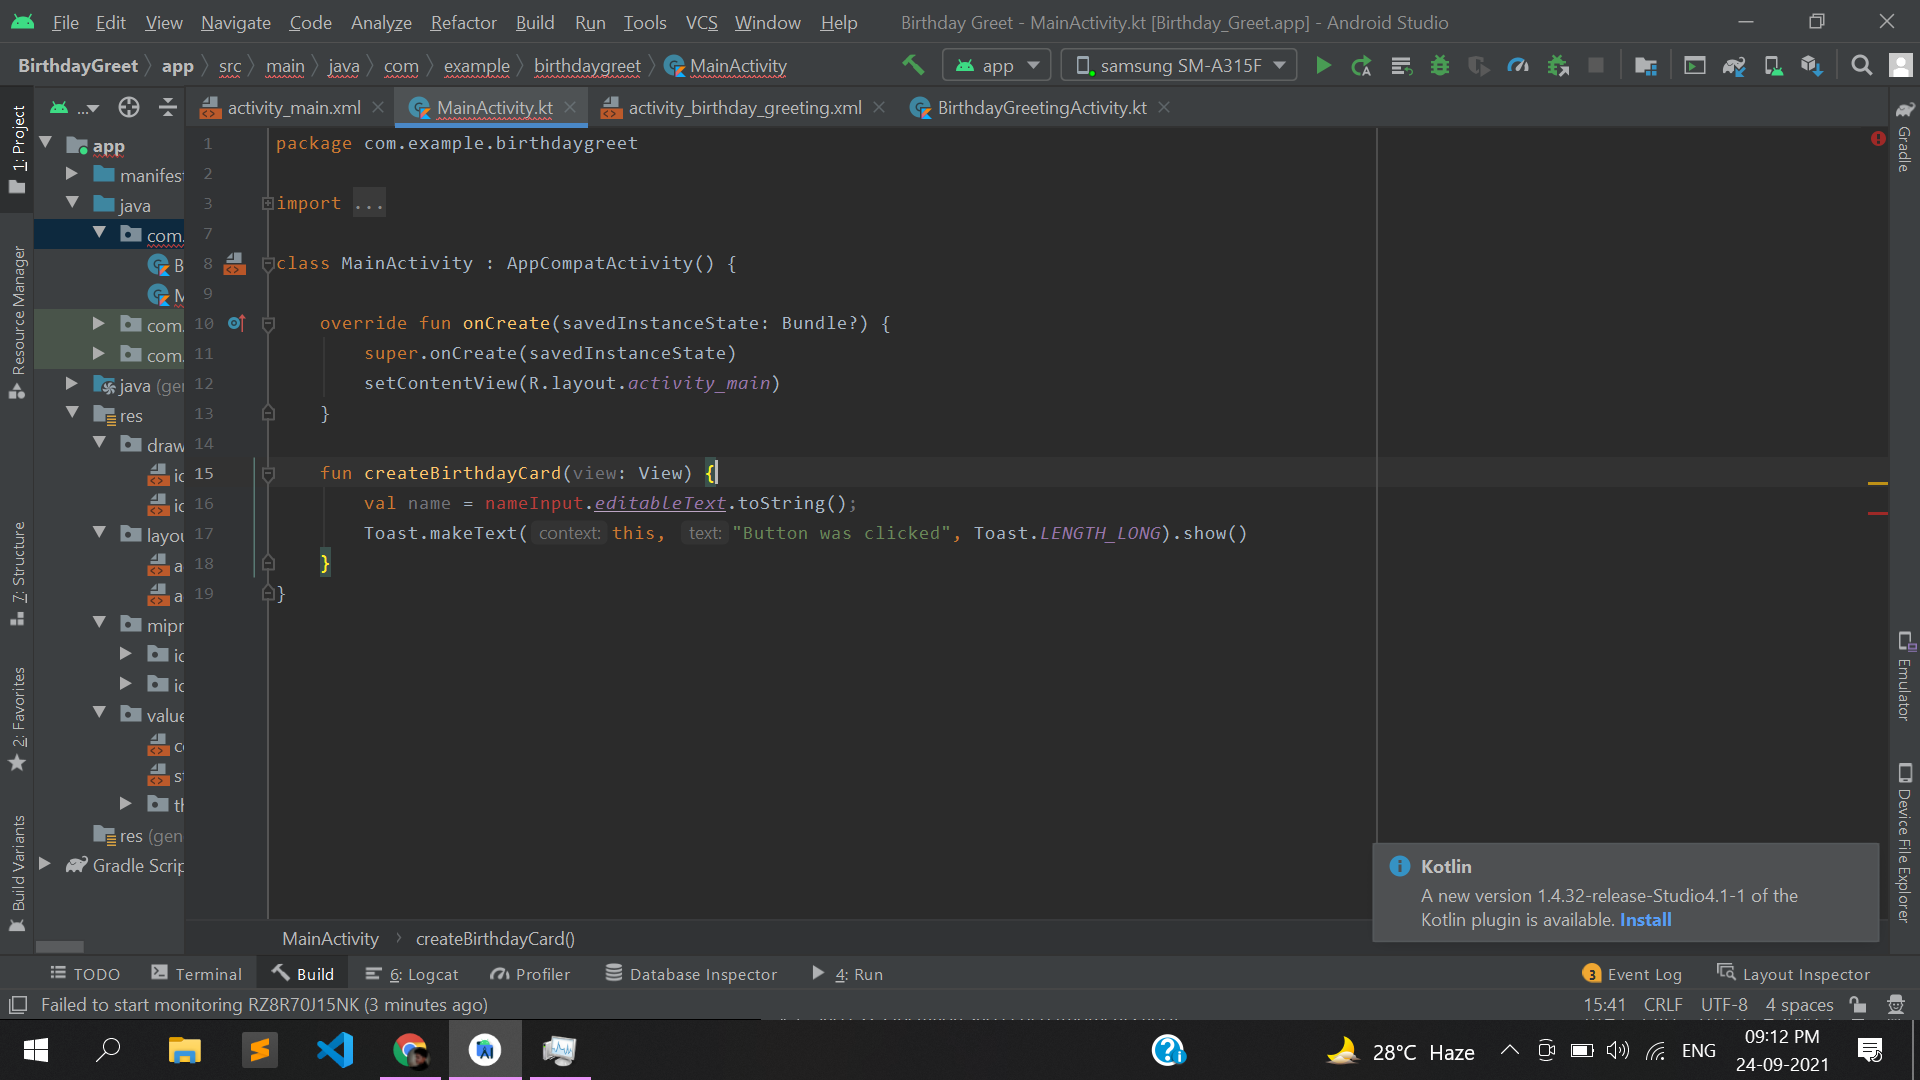 File Edit View Navigate Code Analyze Refactor Build Run Tools VCS Window Help Birthday Greet - MainActivity.kt [Birthday_Greet.app] - Android Studio
BirthdayGreet app src main java com example birthdaygreet MainActivity app samsung SM-A315F
... activity_main.xml MainActivity.kt activity_birthday_greeting.xml BirthdayGreetingActivity.kt
1: Project
Resource Manager
7: Structure
2: Favorites
Build Variants
app
manifest
java
com.
B
M
com.
com.
java (gen
res
draw
ic
ic
layou
a
a
mipr
ic
ic
value
co
st
th
res (gen
Gradle Scrip
1 package com.example.birthdaygreet
2
3 import ...
7
8 class MainActivity : AppCompatActivity() {
9
10 override fun onCreate(savedInstanceState: Bundle?) {
11 super.onCreate(savedInstanceState)
12 setContentView(R.layout.activity_main)
13 }
14
15 fun createBirthdayCard(view: View) {
16 val name = nameInput.editableText.toString();
17 Toast.makeText( context: this, text: "Button was clicked", Toast.LENGTH_LONG).show()
18 }
19 }
Gradle
Emulator
Device File Explorer
Kotlin
A new version 1.4.32-release-Studio4.1-1 of the
Kotlin plugin is available. Install
MainActivity createBirthdayCard()
TODO Terminal Build 6: Logcat Profiler Database Inspector 4: Run 3 Event Log Layout Inspector
Failed to start monitoring RZ8R70J15NK (3 minutes ago) 15:41 CRLF UTF-8 4 spaces
28°C Haze ENG 09:12 PM
24-09-2021